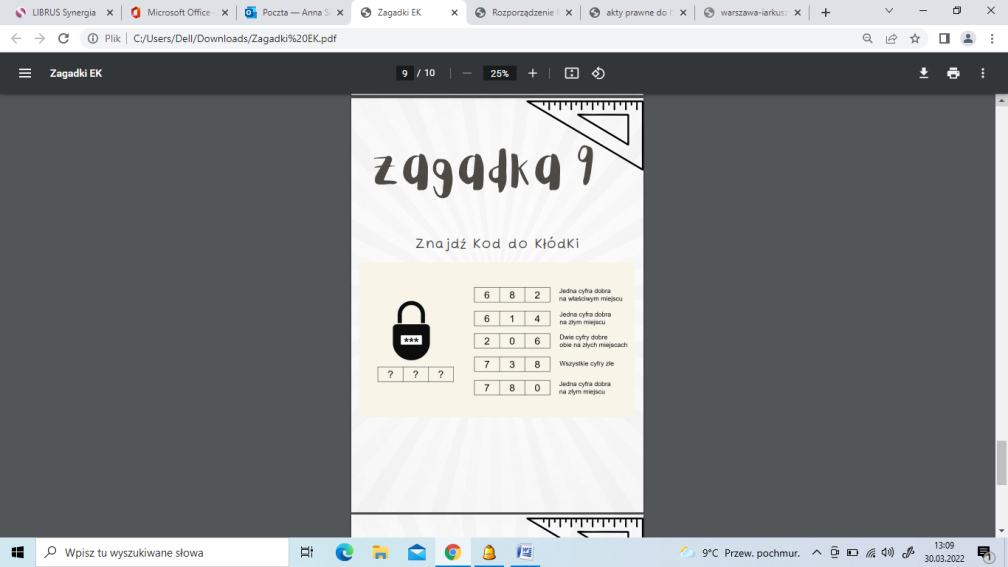 LIBRUS Synergia
Microsoft Office
Poczta — Anna S
Zagadki EK
Rozporządzenie
akty prawne do
warszawa-iarkusz
Plik
C:/Users/Dell/Downloads/Zagadki%20EK.pdf
Zagadki EK
9 / 10
25%
zagadka 9
Znajdź Kod do Kłódki
6 8 2 Jedna cyfra dobra
na właściwym miejscu
6 1 4 Jedna cyfra dobra
na złym miejscu
2 0 6 Dwie cyfry dobre
obie na złych miejscach
7 3 8 Wszystkie cyfry złe
7 8 0 Jedna cyfra dobra
na złym miejscu
***
? ? ?
Wpisz tu wyszukiwane słowa
9°C Przew. pochmur.
13:09
30.03.2022
1